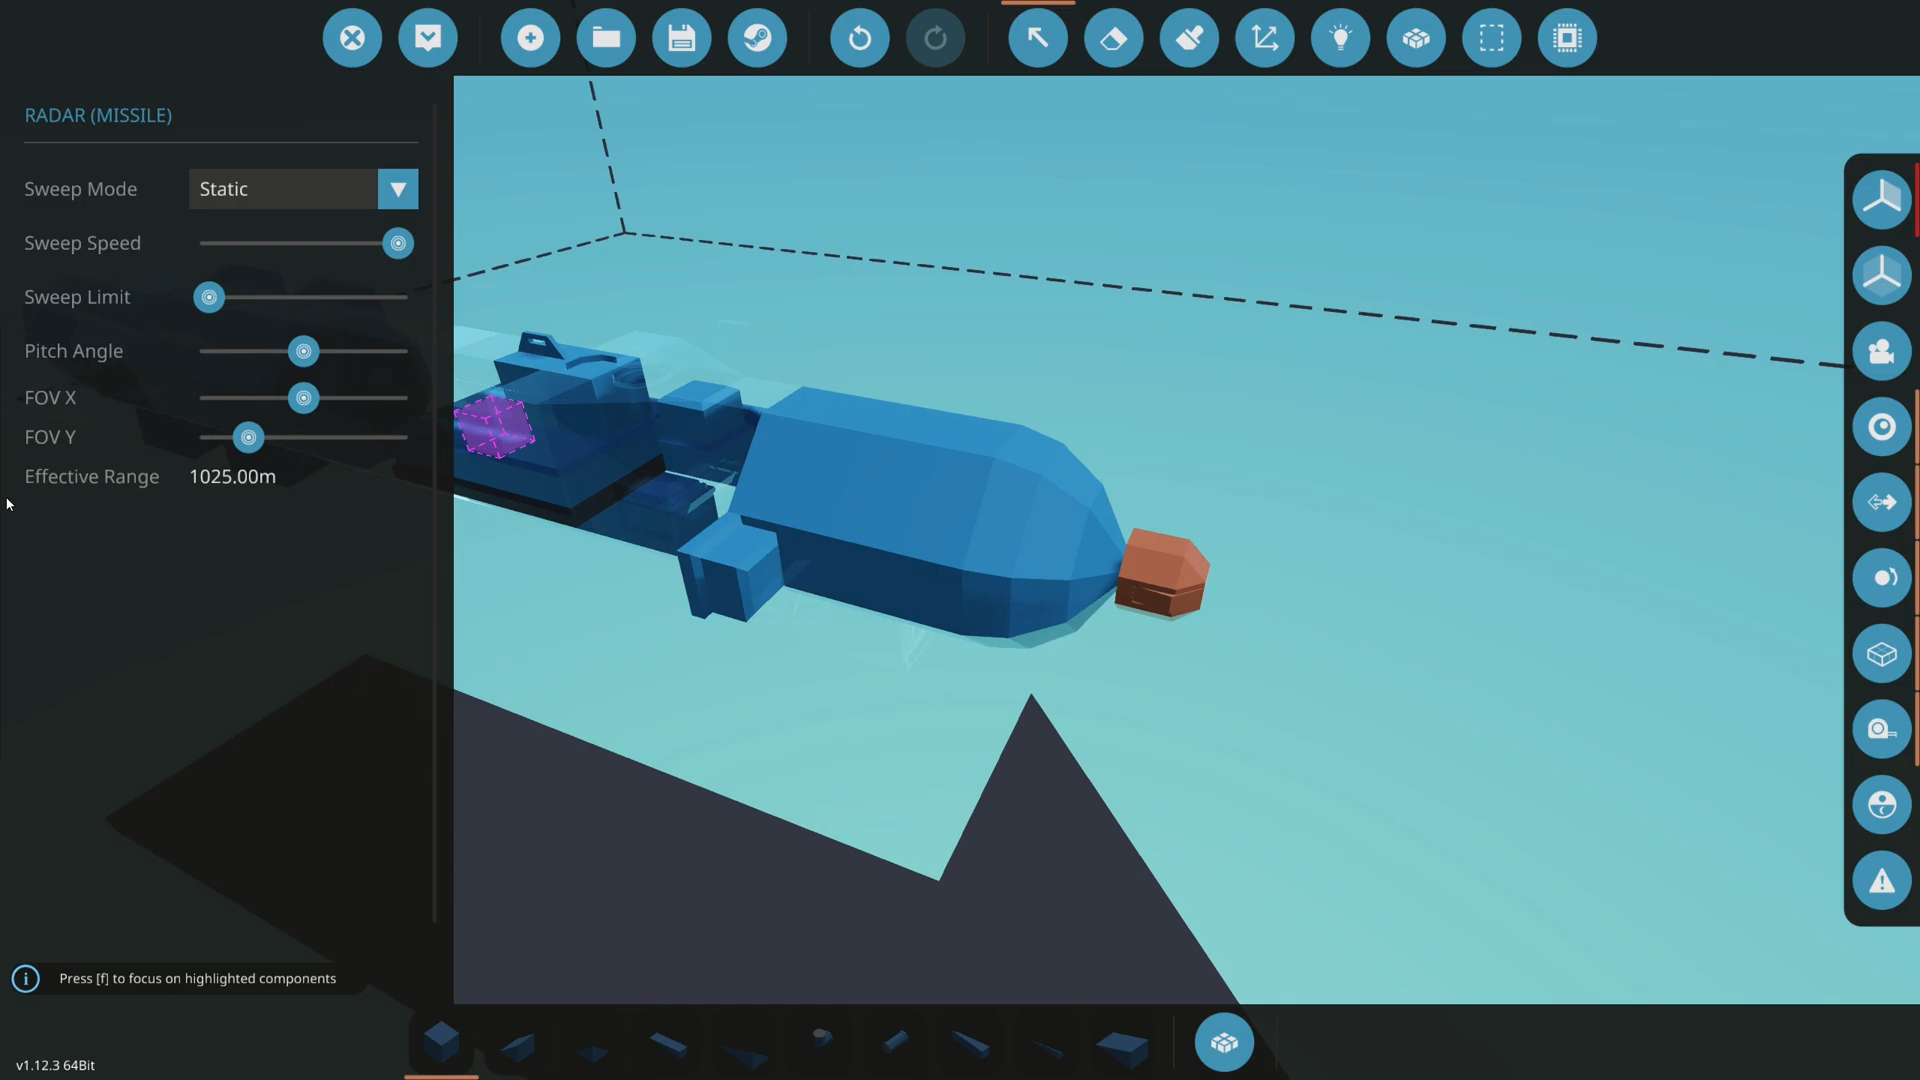 RADAR (MISSILE)
Sweep Mode Static
Sweep Speed
Sweep Limit
Pitch Angle
FOV X
FOV Y
Effective Range 1025.00m
Press [f] to focus on highlighted components
v1.12.3 64Bit